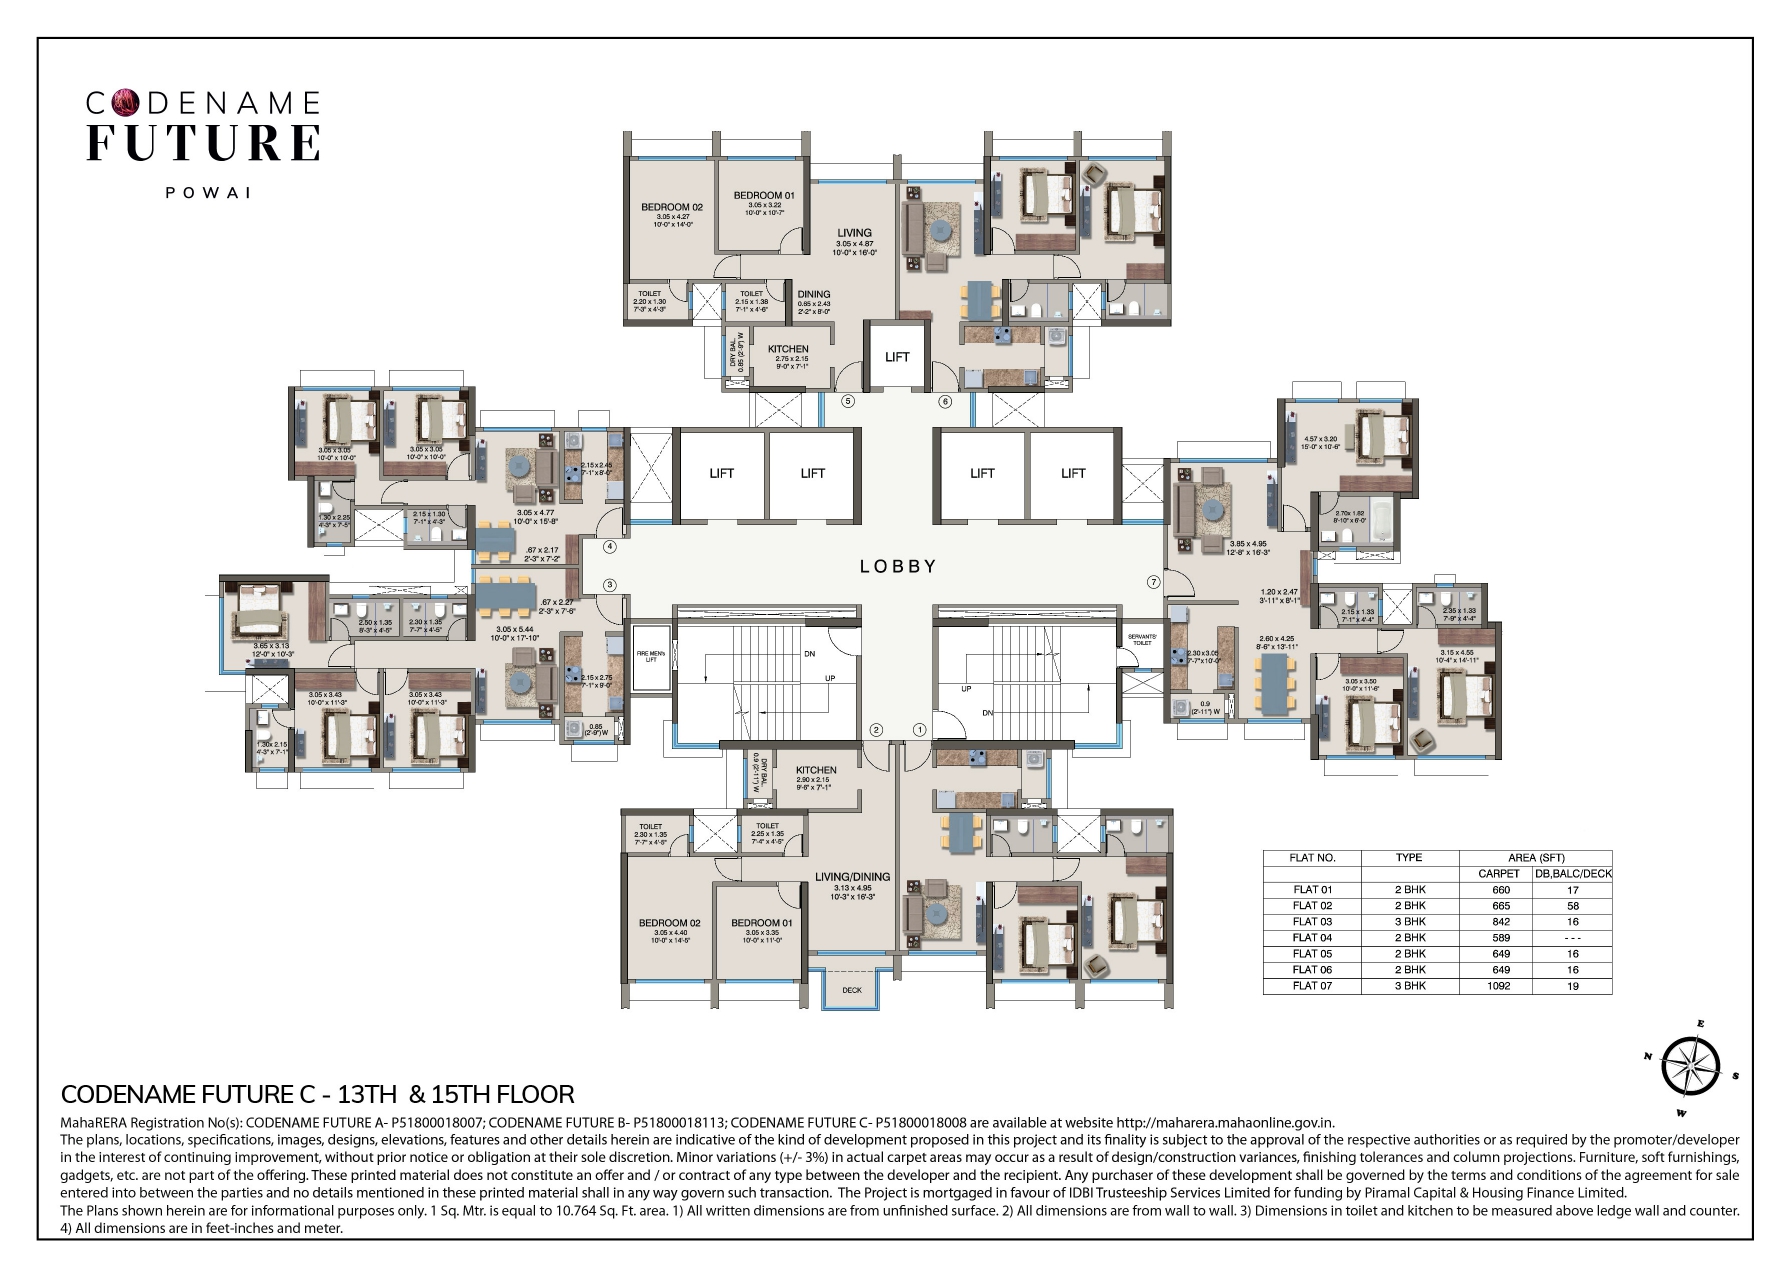 CODENAME
FUTURE
POWAI
BEDROOM 02
3.05 x 4.27
10'-0" x 14'-0"
BEDROOM 01
3.05 x 3.22
10'-0" x 10'-7"
LIVING
3.05 x 4.87
10'-0" x 16'-0"
DINING
0.65 x 2.43
2'-2" x 8'-0"
TOILET
2.20 x 1.30
7'-3" x 4'-3"
TOILET
2.15 x 1.38
7'-1" x 4'-6"
DRY BAL.
0.85 (2'-9") W
KITCHEN
2.75 x 2.15
9'-0" x 7'-1"
LIFT
5
6
3.05 x 3.05
10'-0" x 10'-0"
3.05 x 3.05
10'-0" x 10'-0"
2.15 x 2.45
7'-1" x 8'-0"
1.30 x 2.25
4'-3" x 7'-5"
2.15 x 1.30
7'-1" x 4'-3"
3.05 x 4.77
10'-0" x 15'-8"
.67 x 2.17
2'-3" x 7'-2"
4
LIFT
LIFT
LIFT
LIFT
LOBBY
4.57 x 3.20
15'-0" x 10'-6"
2.70x 1.82
8'-10" x 6'-0"
3.85 x 4.95
12'-8" x 16'-3"
7
1.20 x 2.47
3'-11" x 8'-1"
2.15 x 1.33
7'-1" x 4'-4"
2.35 x 1.33
7'-9" x 4'-4"
3
.67 x 2.27
2'-3" x 7'-6"
2.50 x 1.35
8'-3" x 4'-5"
2.30 x 1.35
7'-7" x 4'-5"
3.05 x 5.44
10'-0" x 17'-10"
3.65 x 3.13
12'-0" x 10'-3"
3.05 x 3.43
10'-0" x 11'-3"
3.05 x 3.43
10'-0" x 11'-3"
2.15 x 2.75
7'-1" x 9'-0"
1.30x 2.15
4'-3" x 7'-1"
0.85
(2'-9") W
FIRE MEN's
LIFT
DN
UP
UP
DN
SERVANTS'
TOILET
2.30 x 3.05
7'-7"x10'-0"
2.60 x 4.25
8'-6" x 13'-11"
3.15 x 4.55
10'-4" x 14'-11"
3.05 x 3.50
10'-0" x 11'-6"
0.9
(2'-11") W
2
1
DRY BAL.
0.9 (2'-11") W
KITCHEN
2.90 x 2.15
9'-6" x 7'-1"
TOILET
2.30 x 1.35
7'-7" x 4'-5"
TOILET
2.25 x 1.35
7'-4" x 4'-5"
LIVING/DINING
3.13 x 4.95
10'-3" x 16'-3"
BEDROOM 02
3.05 x 4.40
10'-0" x 14'-5"
BEDROOM 01
3.05 x 3.35
10'-0" x 11'-0"
DECK
FLAT NO. TYPE AREA (SFT)
CARPET DB,BALC/DECK
FLAT 01 2 BHK 660 17
FLAT 02 2 BHK 665 58
FLAT 03 3 BHK 842 16
FLAT 04 2 BHK 589 ---
FLAT 05 2 BHK 649 16
FLAT 06 2 BHK 649 16
FLAT 07 3 BHK 1092 19
E
N
S
W
CODENAME FUTURE C - 13TH & 15TH FLOOR
MahaRERA Registration No(s): CODENAME FUTURE A- P51800018007; CODENAME FUTURE B- P51800018113; CODENAME FUTURE C- P51800018008 are available at website http://maharera.mahaonline.gov.in.
The plans, locations, specifications, images, designs, elevations, features and other details herein are indicative of the kind of development proposed in this project and its finality is subject to the approval of the respective authorities or as required by the promoter/developer
in the interest of continuing improvement, without prior notice or obligation at their sole discretion. Minor variations (+/- 3%) in actual carpet areas may occur as a result of design/construction variances, finishing tolerances and column projections. Furniture, soft furnishings,
gadgets, etc. are not part of the offering. These printed material does not constitute an offer and / or contract of any type between the developer and the recipient. Any purchaser of these development shall be governed by the terms and conditions of the agreement for sale
entered into between the parties and no details mentioned in these printed material shall in any way govern such transaction. The Project is mortgaged in favour of IDBI Trusteeship Services Limited for funding by Piramal Capital & Housing Finance Limited.
The Plans shown herein are for informational purposes only. 1 Sq. Mtr. is equal to 10.764 Sq. Ft. area. 1) All written dimensions are from unfinished surface. 2) All dimensions are from wall to wall. 3) Dimensions in toilet and kitchen to be measured above ledge wall and counter.
4) All dimensions are in feet-inches and meter.